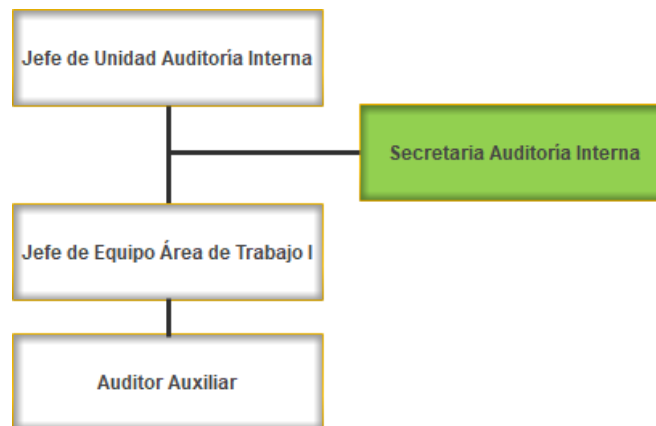 Jefe de Unidad Auditoría Interna
Secretaria Auditoría Interna
Jefe de Equipo Área de Trabajo I
Auditor Auxiliar